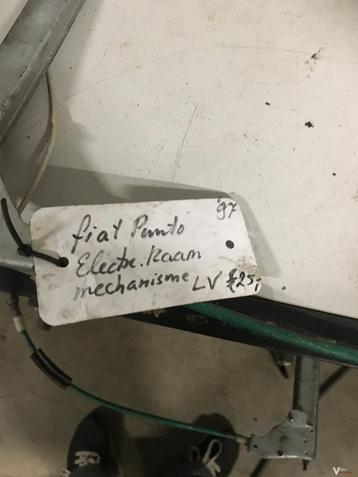 '97
fiat Punto
Electr. Raam
mechanisme LV €25,-